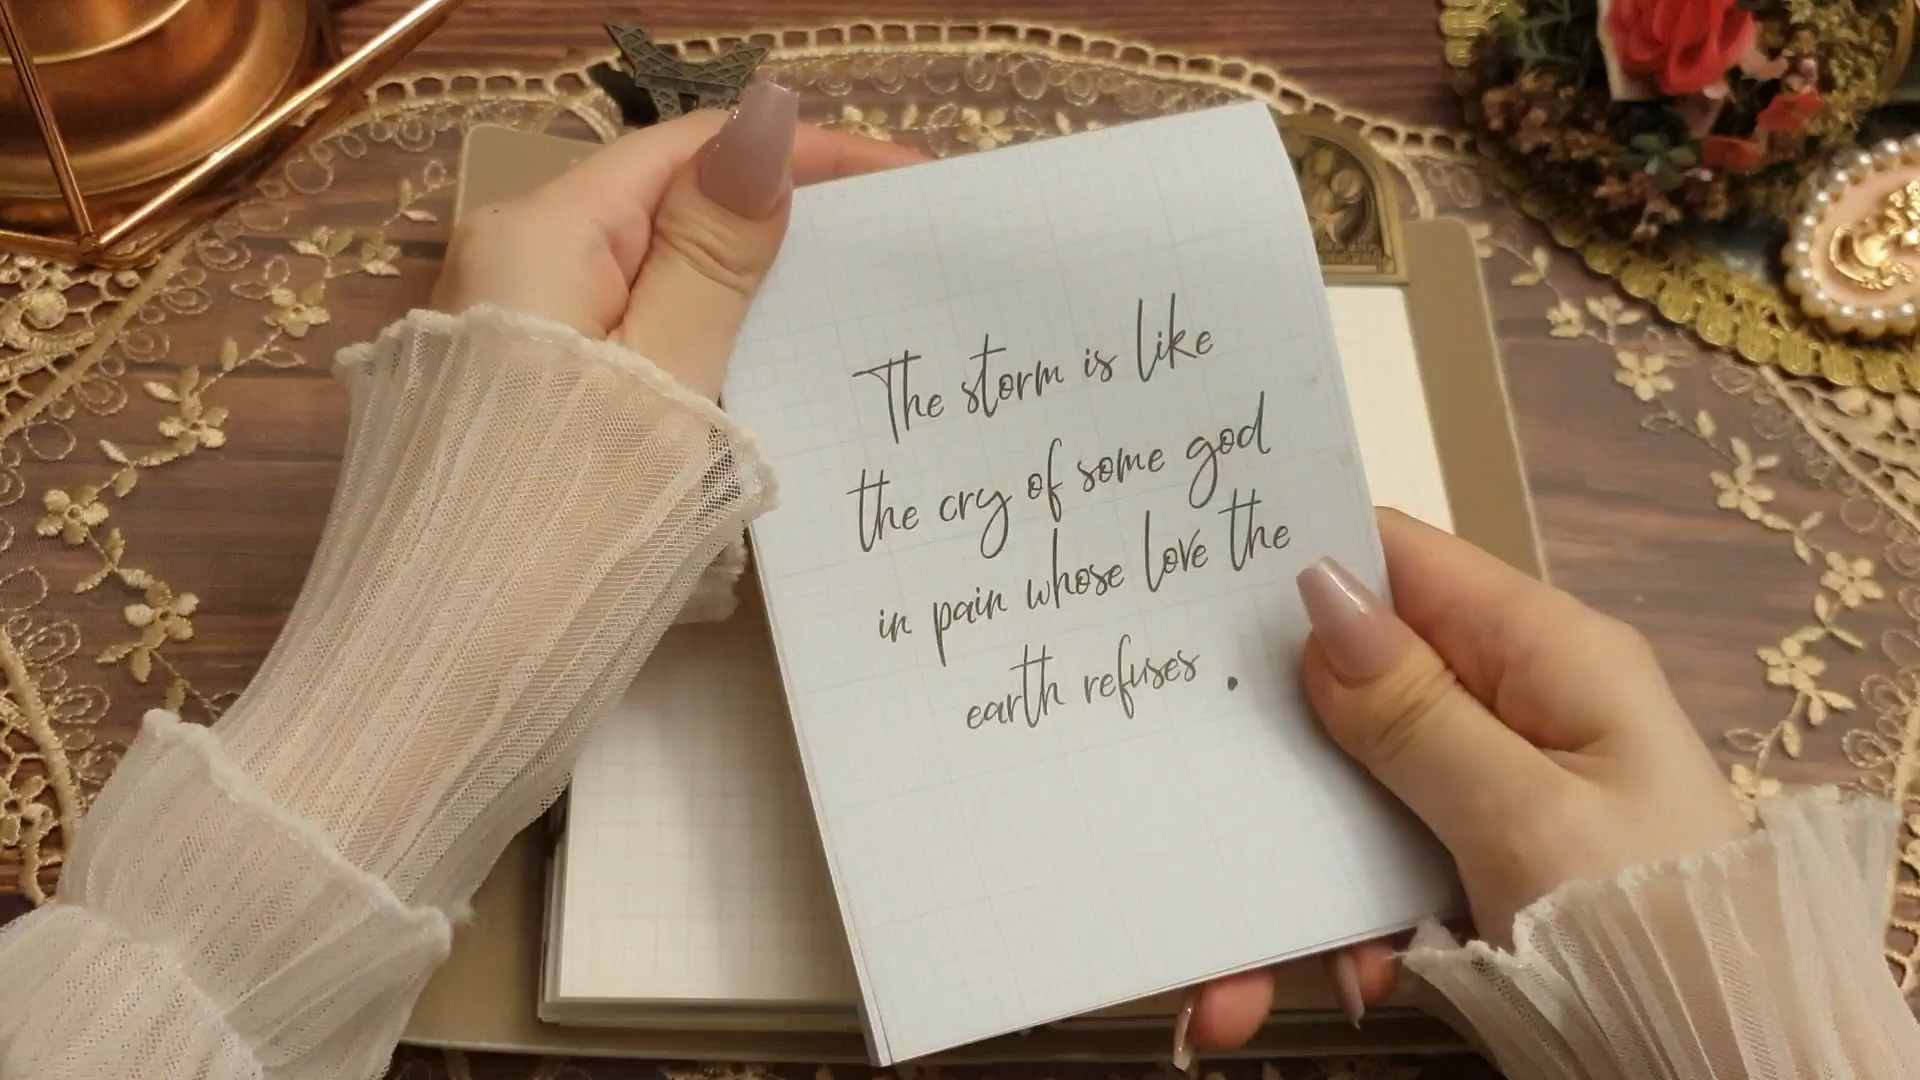 The storm is like
the cry of some god
in pain whose love the
earth refuses .